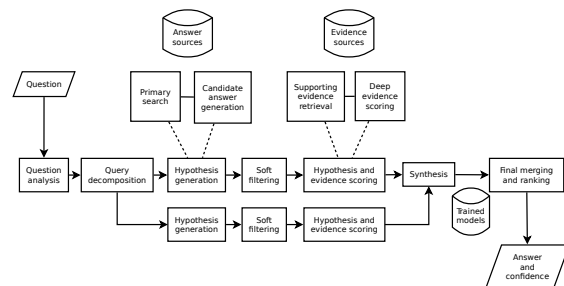 Answer
sources
Evidence
sources
Question
Primary
search
Candidate
answer
generation
Supporting
evidence
retrieval
Deep
evidence
scoring
Question
analysis
Query
decomposition
Hypothesis
generation
Soft
filtering
Hypothesis and
evidence scoring
Synthesis
Final merging
and ranking
Hypothesis
generation
Soft
filtering
Hypothesis and
evidence scoring
Trained
models
Answer
and
confidence